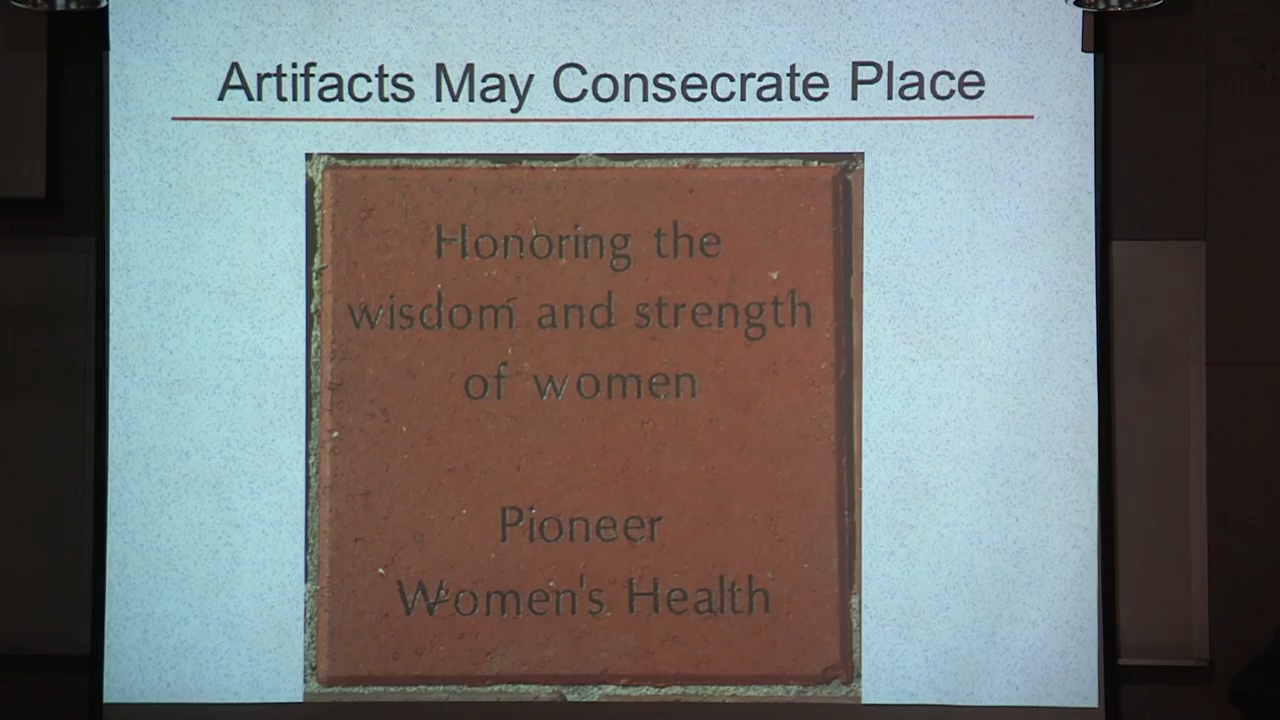 Artifacts May Consecrate Place
Honoring the
wisdom and strength
of women
Pioneer
Women's Health